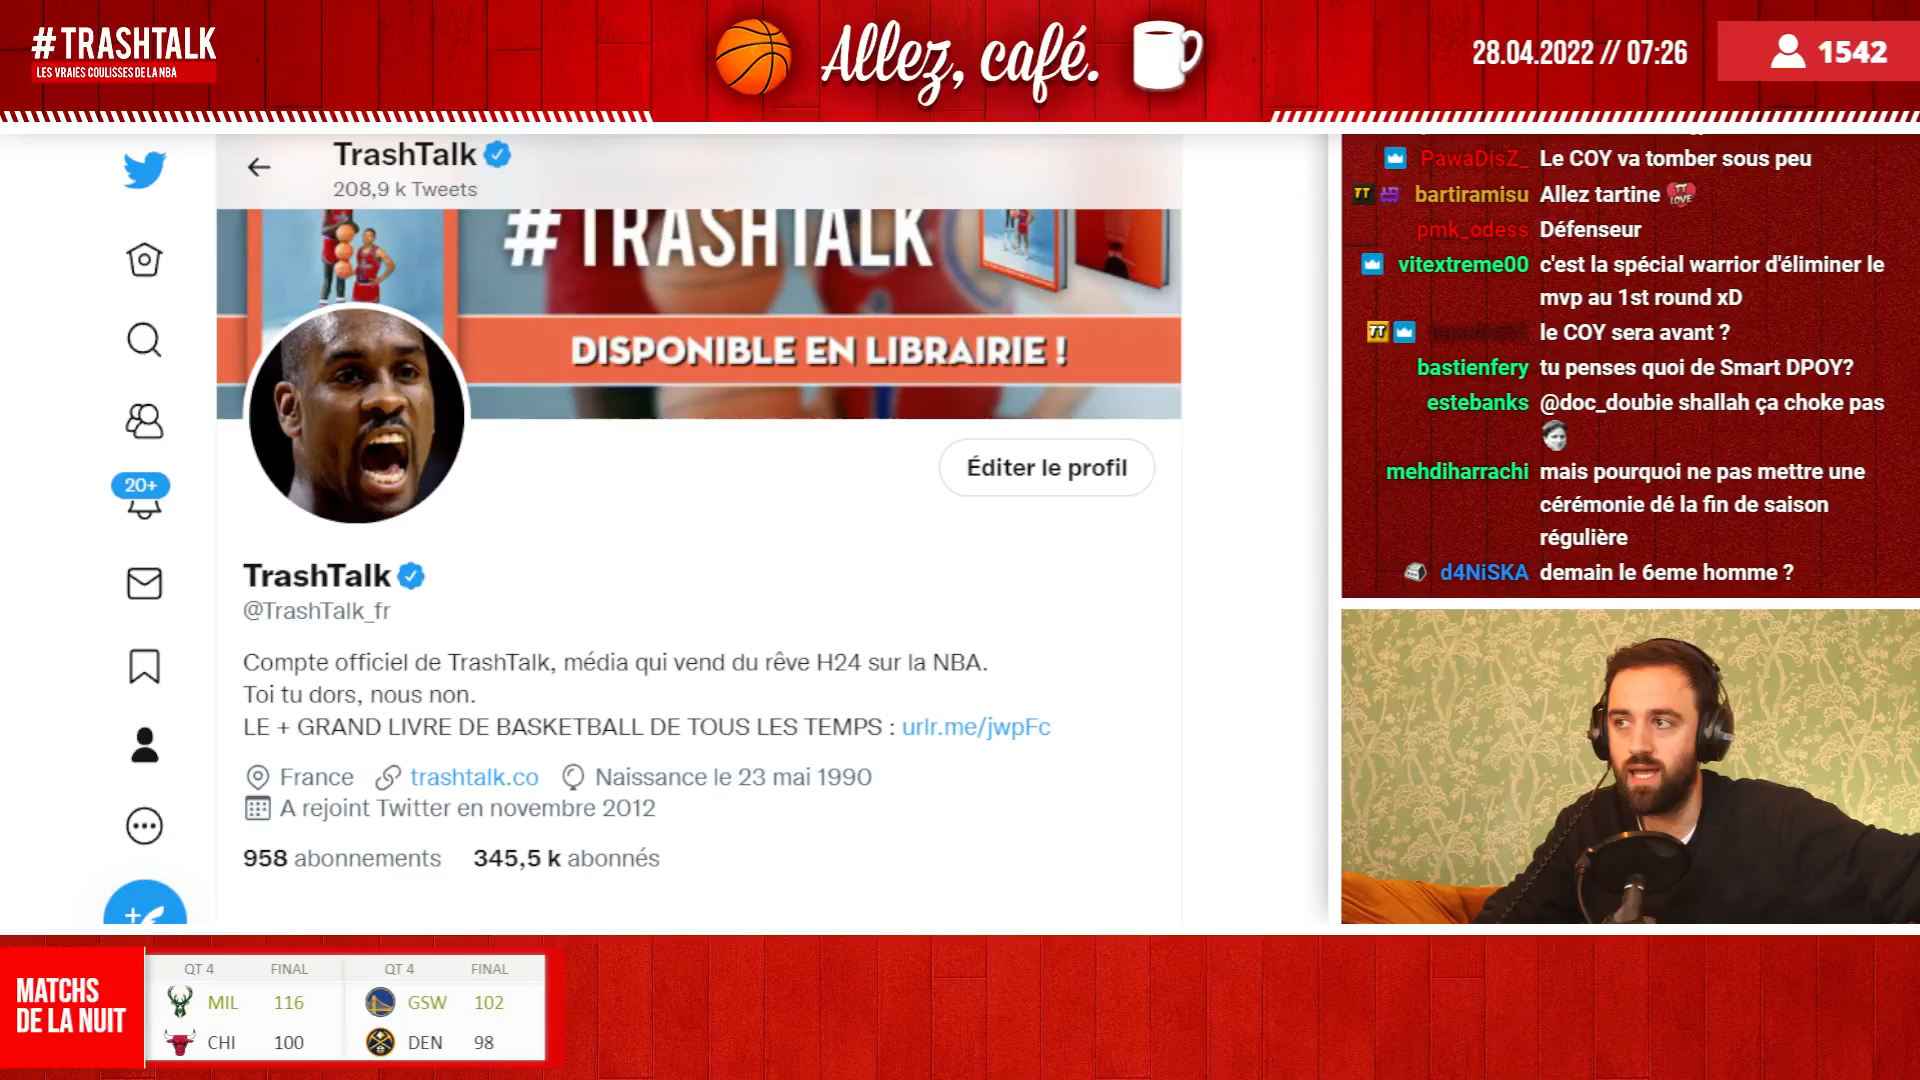 #TRASHTALK
LES VRAIES COULISSES DE LA NBA
Allez, café.
28.04.2022 // 07:26
1542
TrashTalk
208,9 k Tweets
#TRASHTALK
DISPONIBLE EN LIBRAIRIE !
20+
Éditer le profil
TrashTalk
@TrashTalk_fr
Compte officiel de TrashTalk, média qui vend du rêve H24 sur la NBA.
Toi tu dors, nous non.
LE + GRAND LIVRE DE BASKETBALL DE TOUS LES TEMPS : urlr.me/jwpFc
France trashtalk.co Naissance le 23 mai 1990
A rejoint Twitter en novembre 2012
958 abonnements 345,5 k abonnés
PawaDisZ_ Le COY va tomber sous peu
TT bartiramisu Allez tartine TT LOVE
pmk_odess Défenseur
vitextreme00 c'est la spécial warrior d'éliminer le
mvp au 1st round xD
TT le COY sera avant ?
bastienfery tu penses quoi de Smart DPOY?
estebanks @doc_doubie shallah ça choke pas
mehdiharrachi mais pourquoi ne pas mettre une
cérémonie dé la fin de saison
régulière
d4NiSKA demain le 6eme homme ?
MATCHS
DE LA NUIT
QT 4 FINAL
MIL 116
CHI 100
QT 4 FINAL
GSW 102
DEN 98